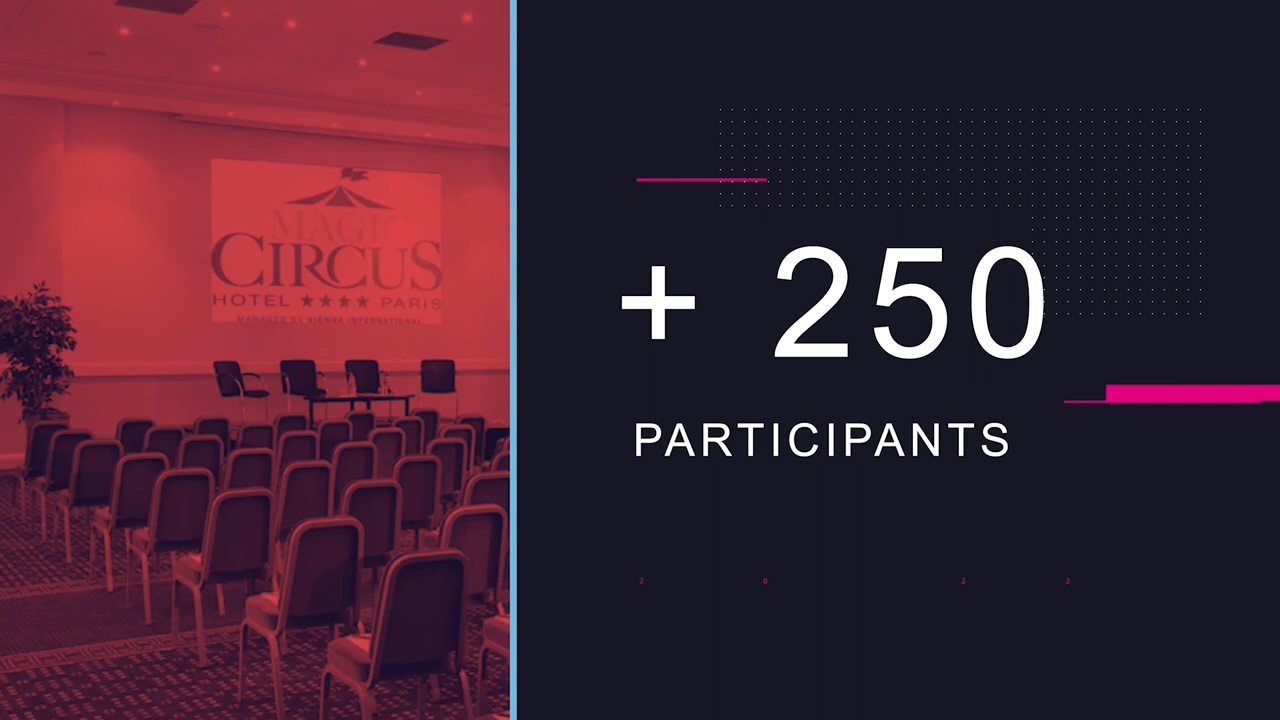 MAGIC
CIRCUS
HOTEL ★★★★ PARIS
MANAGED BY VIENNA INTERNATIONAL
+ 250
PARTICIPANTS
2 0 2 2